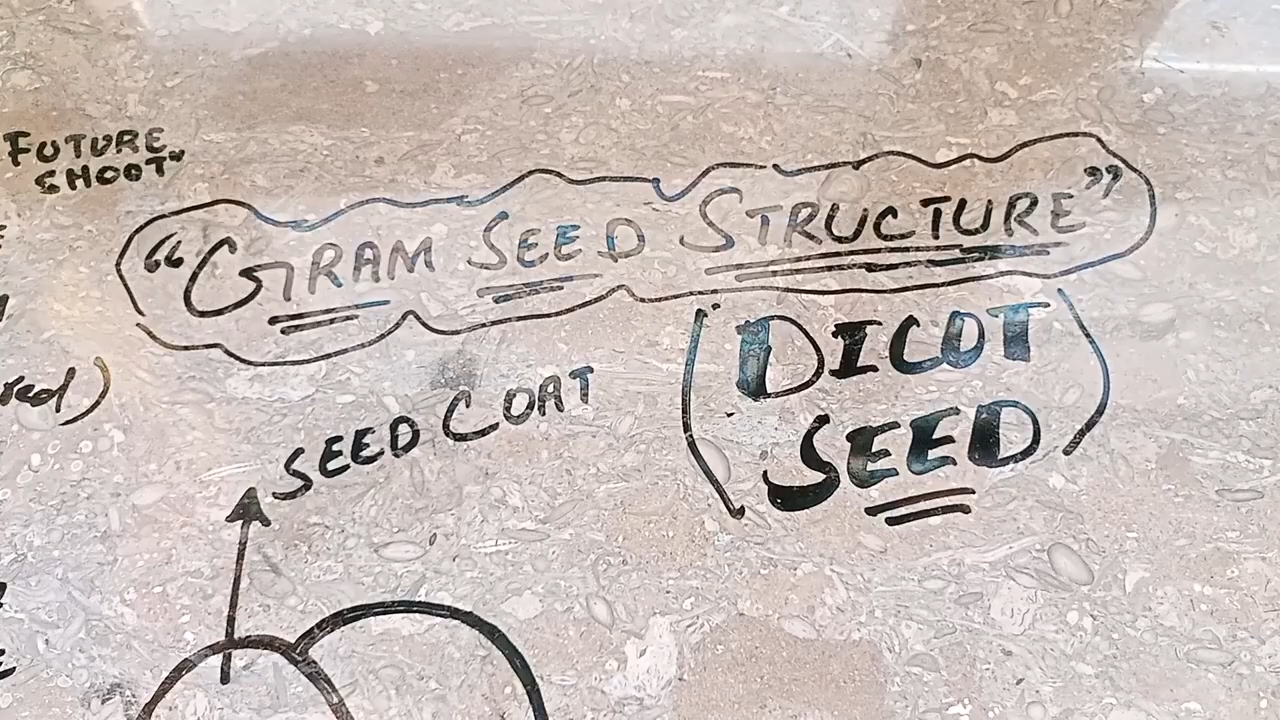 FUTURE
SHOOT"
"GRAM SEED STRUCTURE"
(DICOT
SEED)
SEED COAT